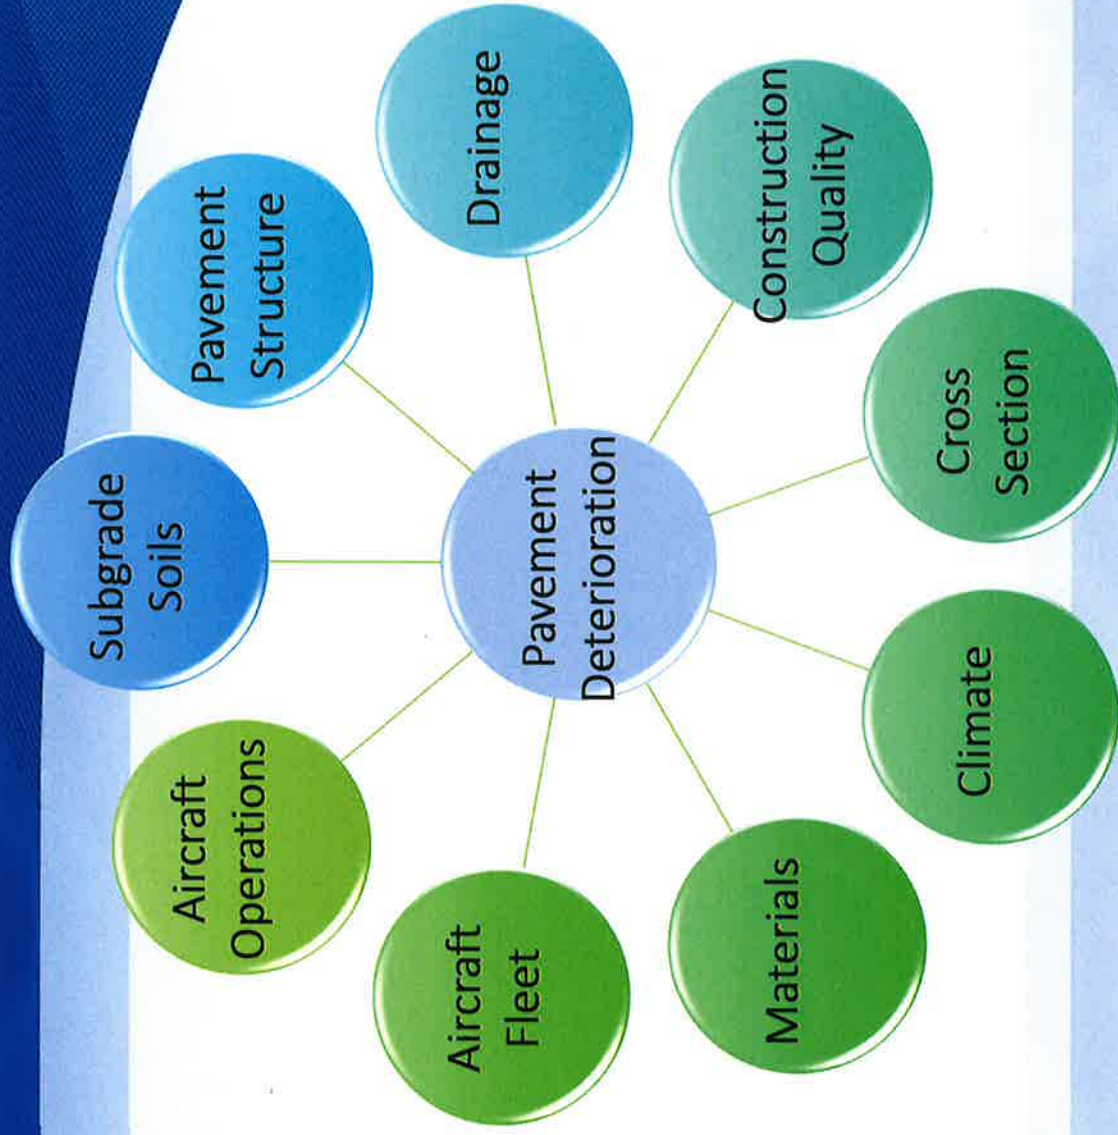 Pavement
Deterioration
Subgrade
Soils
Pavement
Structure
Drainage
Construction
Quality
Cross
Section
Climate
Materials
Aircraft
Fleet
Aircraft
Operations